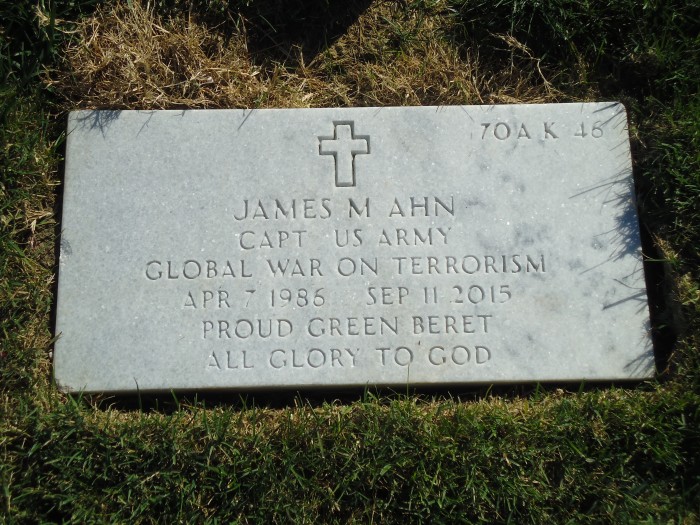 70A K 46
JAMES M AHN
CAPT US ARMY
GLOBAL WAR ON TERRORISM
APR 7 1986 SEP 11 2015
PROUD GREEN BERET
ALL GLORY TO GOD